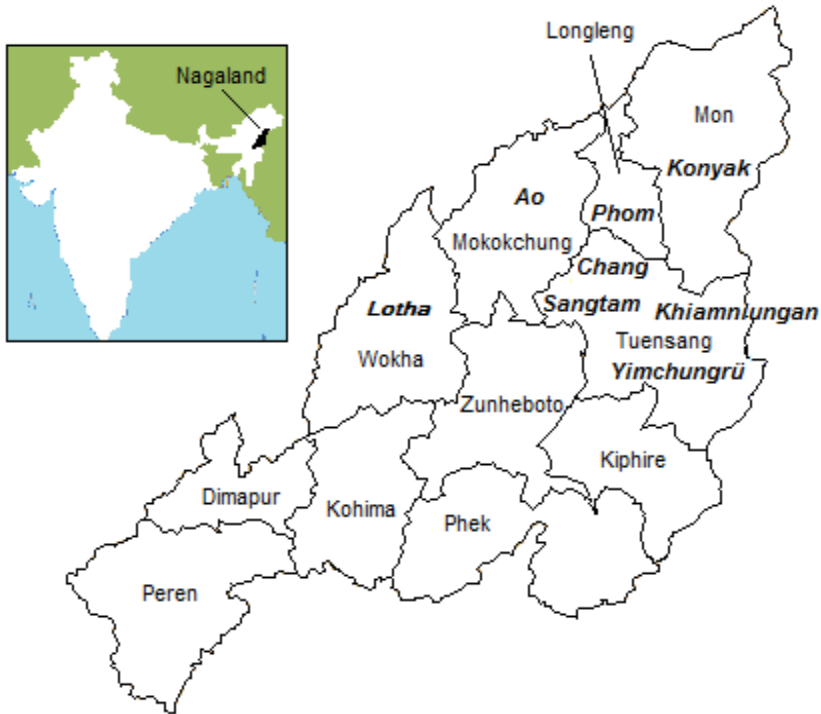 Nagaland
Longleng
Mon
Konyak
Ao
Phom
Mokokchung
Chang
Sangtam
Khiamniungan
Lotha
Tuensang
Wokha
Yimchungrü
Zunheboto
Kiphire
Dimapur
Kohima
Phek
Peren